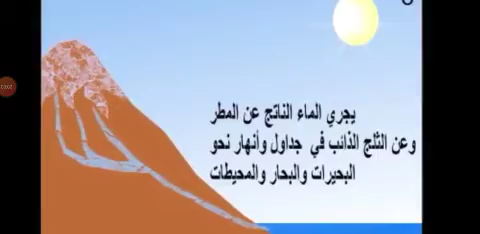 يجري الماء الناتج عن المطر
وعن الثلج الذائب في جداول وأنهار نحو
البحيرات والبحار والمحيطات